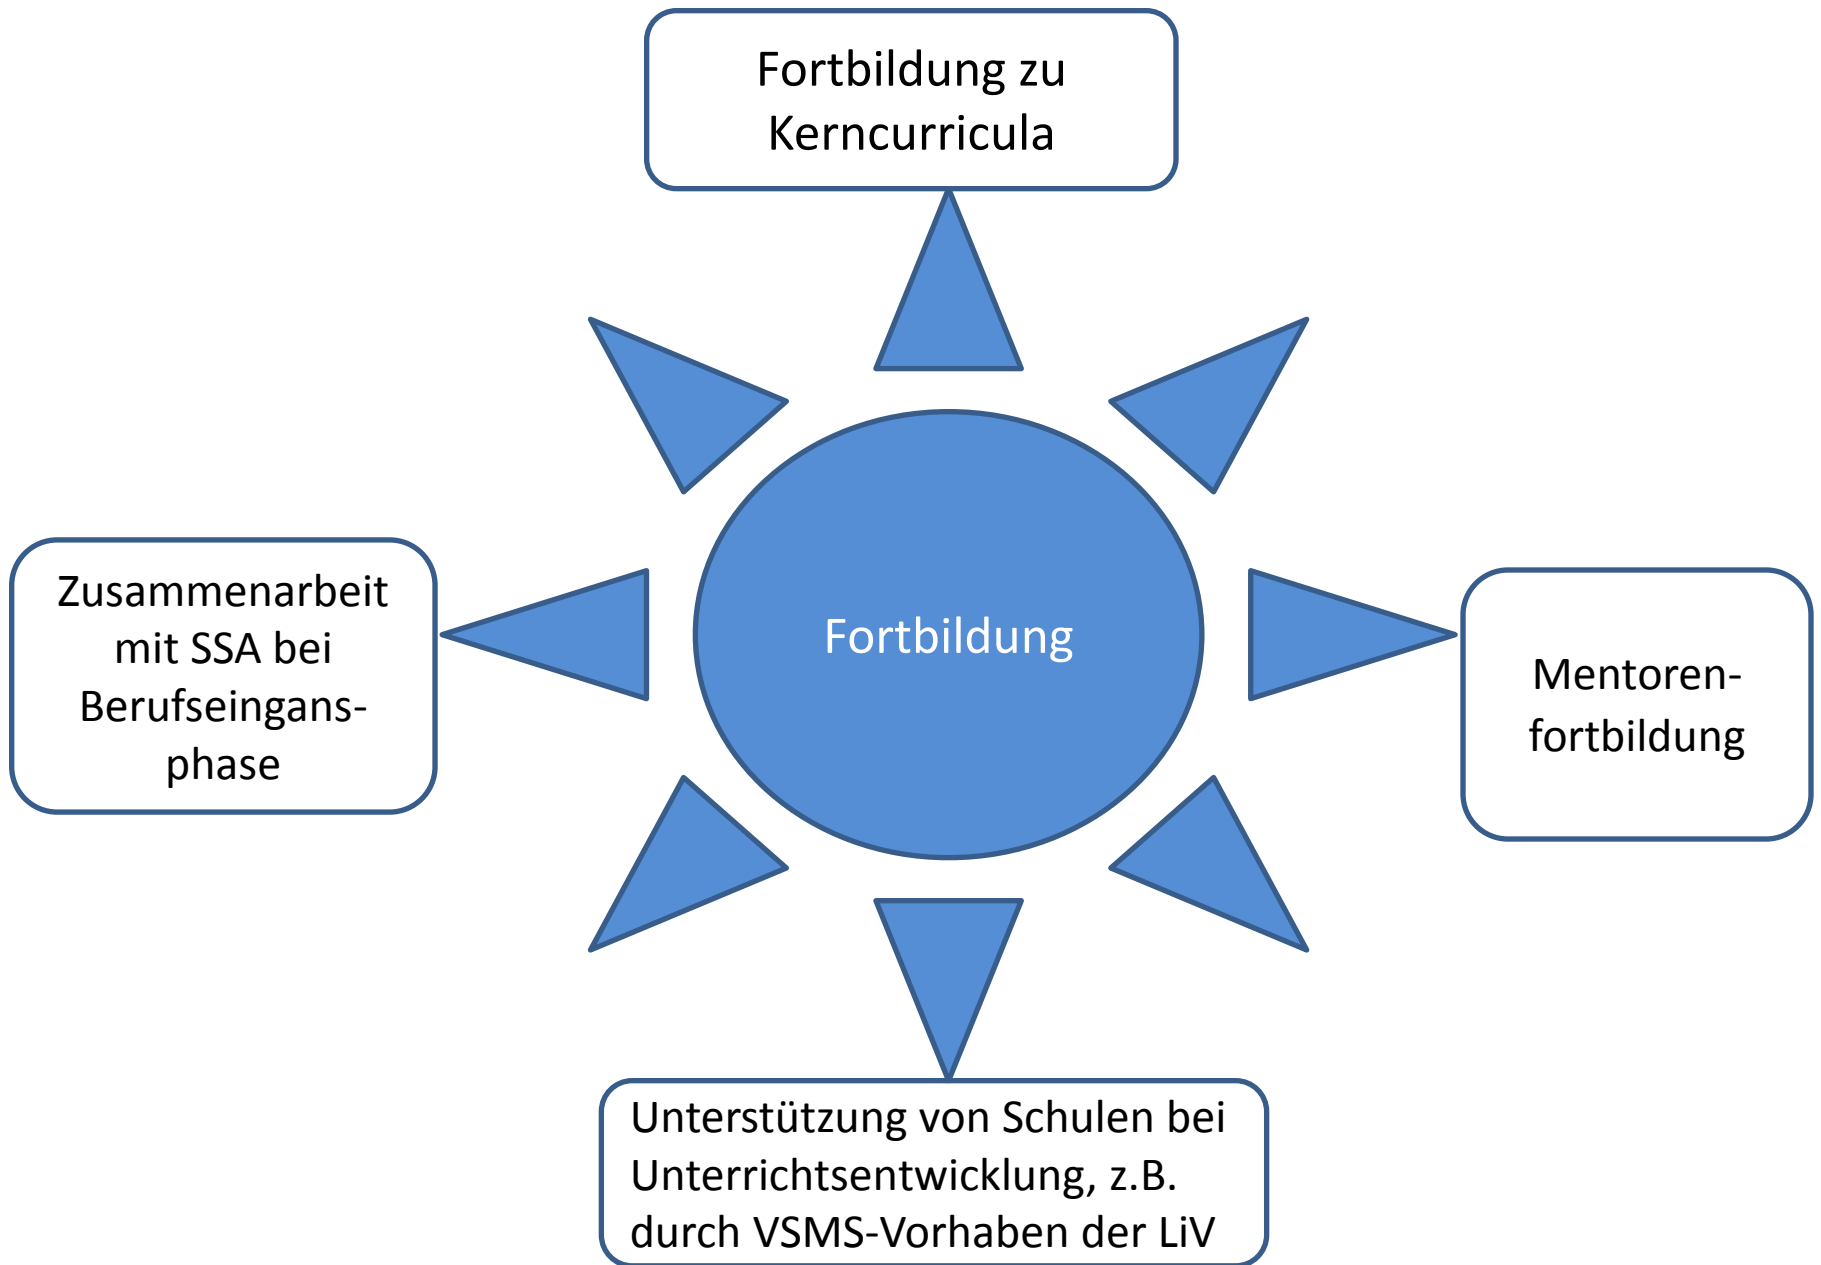 Fortbildung zu
Kerncurricula
Zusammenarbeit
mit SSA bei
Berufseingans-
phase
Fortbildung
Mentoren-
fortbildung
Unterstützung von Schulen bei
Unterrichtsentwicklung, z.B.
durch VSMS-Vorhaben der LiV